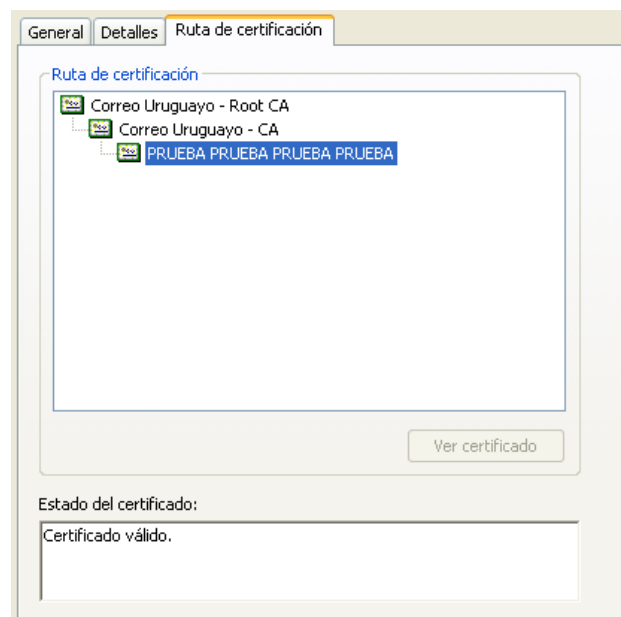 General Detalles Ruta de certificación
Ruta de certificación
Correo Uruguayo - Root CA
Correo Uruguayo - CA
PRUEBA PRUEBA PRUEBA PRUEBA
Ver certificado
Estado del certificado:
Certificado válido.